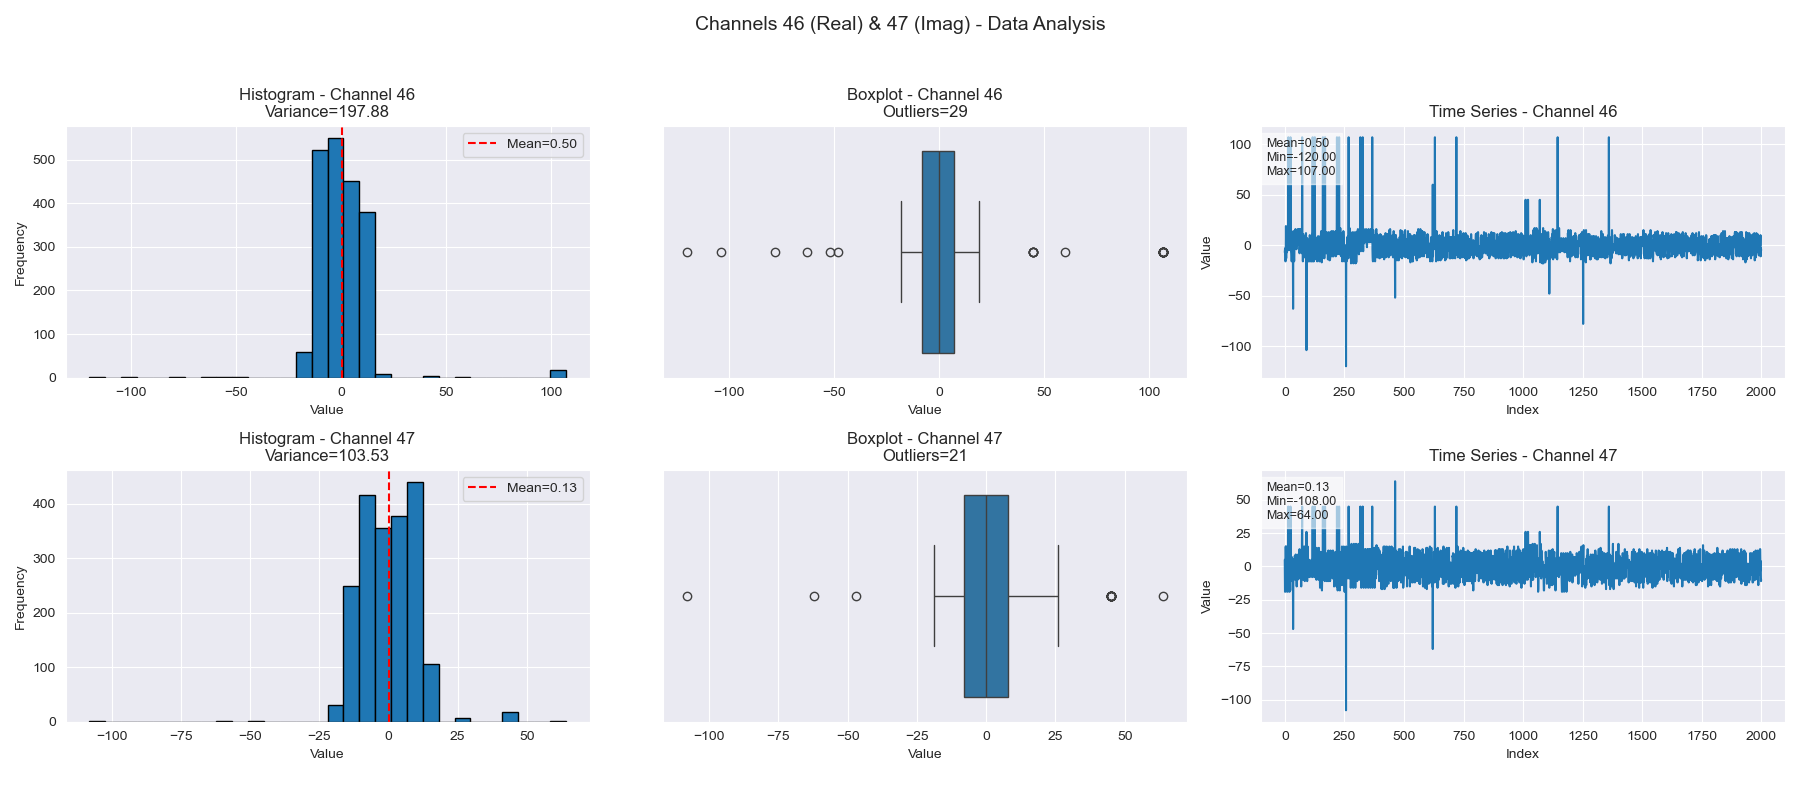 Channels 46 (Real) & 47 (Imag) - Data Analysis
Histogram - Channel 46
Variance=197.88
Mean=0.50
Frequency
500
400
300
200
100
0
−100
−50
0
50
100
Value
Boxplot - Channel 46
Outliers=29
−100
−50
0
50
100
Value
Time Series - Channel 46
Mean=0.50
Min=-120.00
Max=107.00
Value
100
50
0
−50
−100
0
250
500
750
1000
1250
1500
1750
2000
Index
Histogram - Channel 47
Variance=103.53
Mean=0.13
Frequency
400
300
200
100
0
−100
−75
−50
−25
0
25
50
Value
Boxplot - Channel 47
Outliers=21
−100
−75
−50
−25
0
25
50
Value
Time Series - Channel 47
Mean=0.13
Min=-108.00
Max=64.00
Value
50
25
0
−25
−50
−75
−100
0
250
500
750
1000
1250
1500
1750
2000
Index